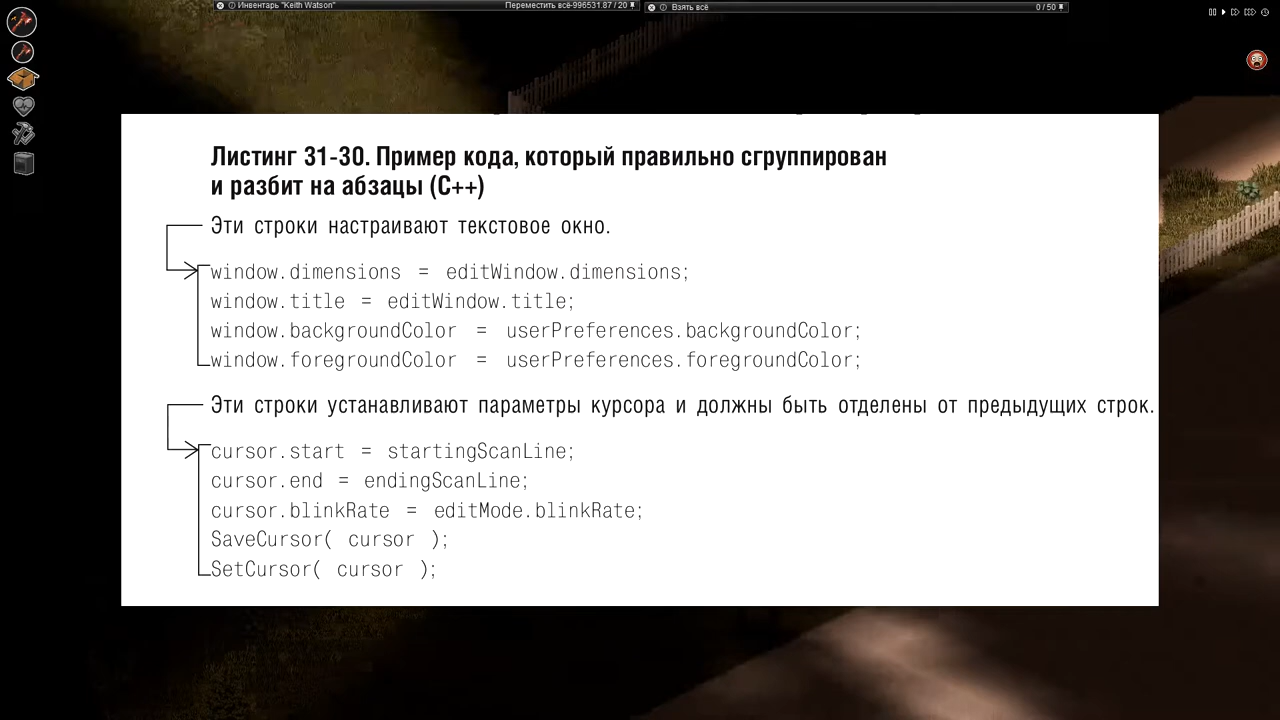 Инвентарь "Keith Watson"
Переместить всё-996531.87 / 20
Взять всё
0 / 50
Листинг 31-30. Пример кода, который правильно сгруппирован
и разбит на абзацы (C++)
Эти строки настраивают текстовое окно.
window.dimensions = editWindow.dimensions;
window.title = editWindow.title;
window.backgroundColor = userPreferences.backgroundColor;
window.foregroundColor = userPreferences.foregroundColor;
Эти строки устанавливают параметры курсора и должны быть отделены от предыдущих строк.
cursor.start = startingScanLine;
cursor.end = endingScanLine;
cursor.blinkRate = editMode.blinkRate;
SaveCursor( cursor );
SetCursor( cursor );